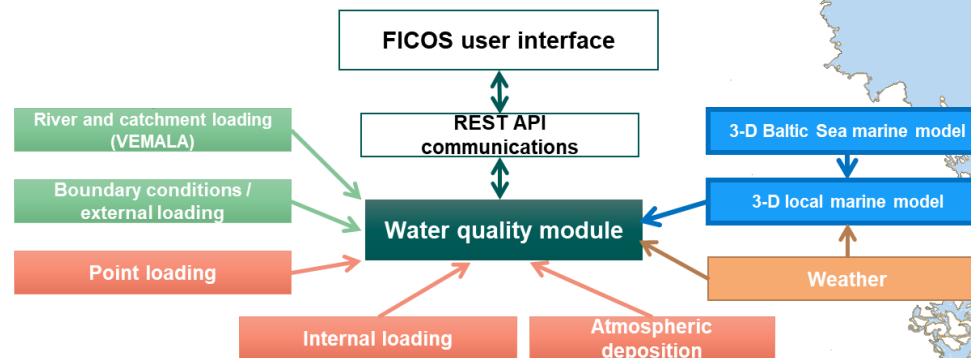 FICOS user interface
River and catchment loading
(VEMALA)
REST API
communications
3-D Baltic Sea marine model
Boundary conditions /
external loading
3-D local marine model
Water quality module
Point loading
Weather
Internal loading
Atmospheric
deposition